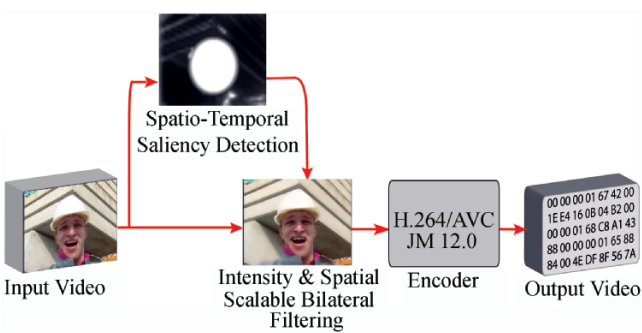 Spatio-Temporal
Saliency Detection
Input Video
Intensity & Spatial
Scalable Bilateral
Filtering
H.264/AVC
JM 12.0
Encoder
00 00 00 01 67 42 00
1E E4 16 0B 04 B2 00
00 00 01 68 C8 A1 43
88 00 00 00 01 65 88
84 00 4E DF 8F 56 7A
Output Video